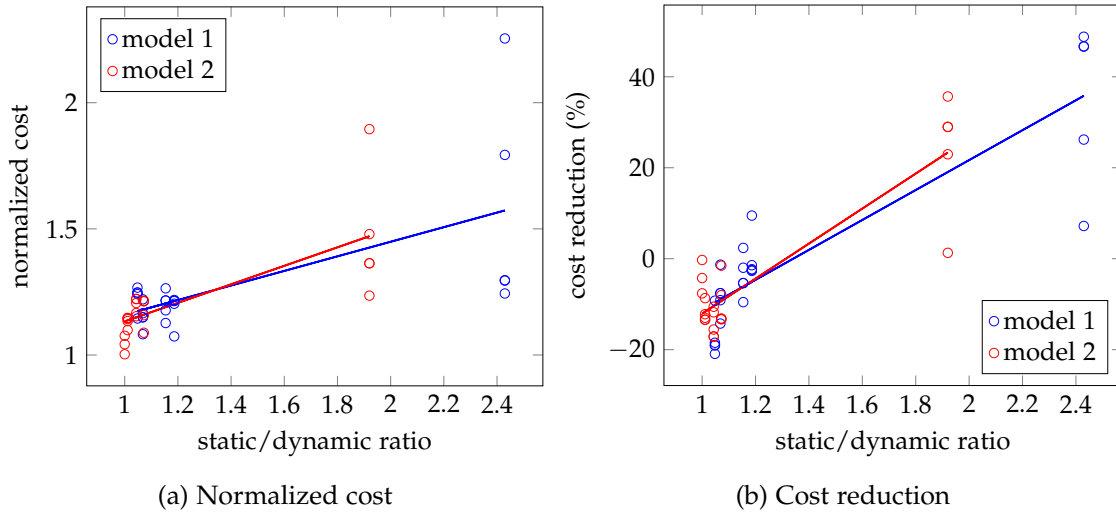 model 1
model 2
normalized cost
2
1.5
1
1 1.2 1.4 1.6 1.8 2 2.2 2.4
static/dynamic ratio
(a) Normalized cost
cost reduction (%)
40
20
0
−20
model 1
model 2
1 1.2 1.4 1.6 1.8 2 2.2 2.4
static/dynamic ratio
(b) Cost reduction